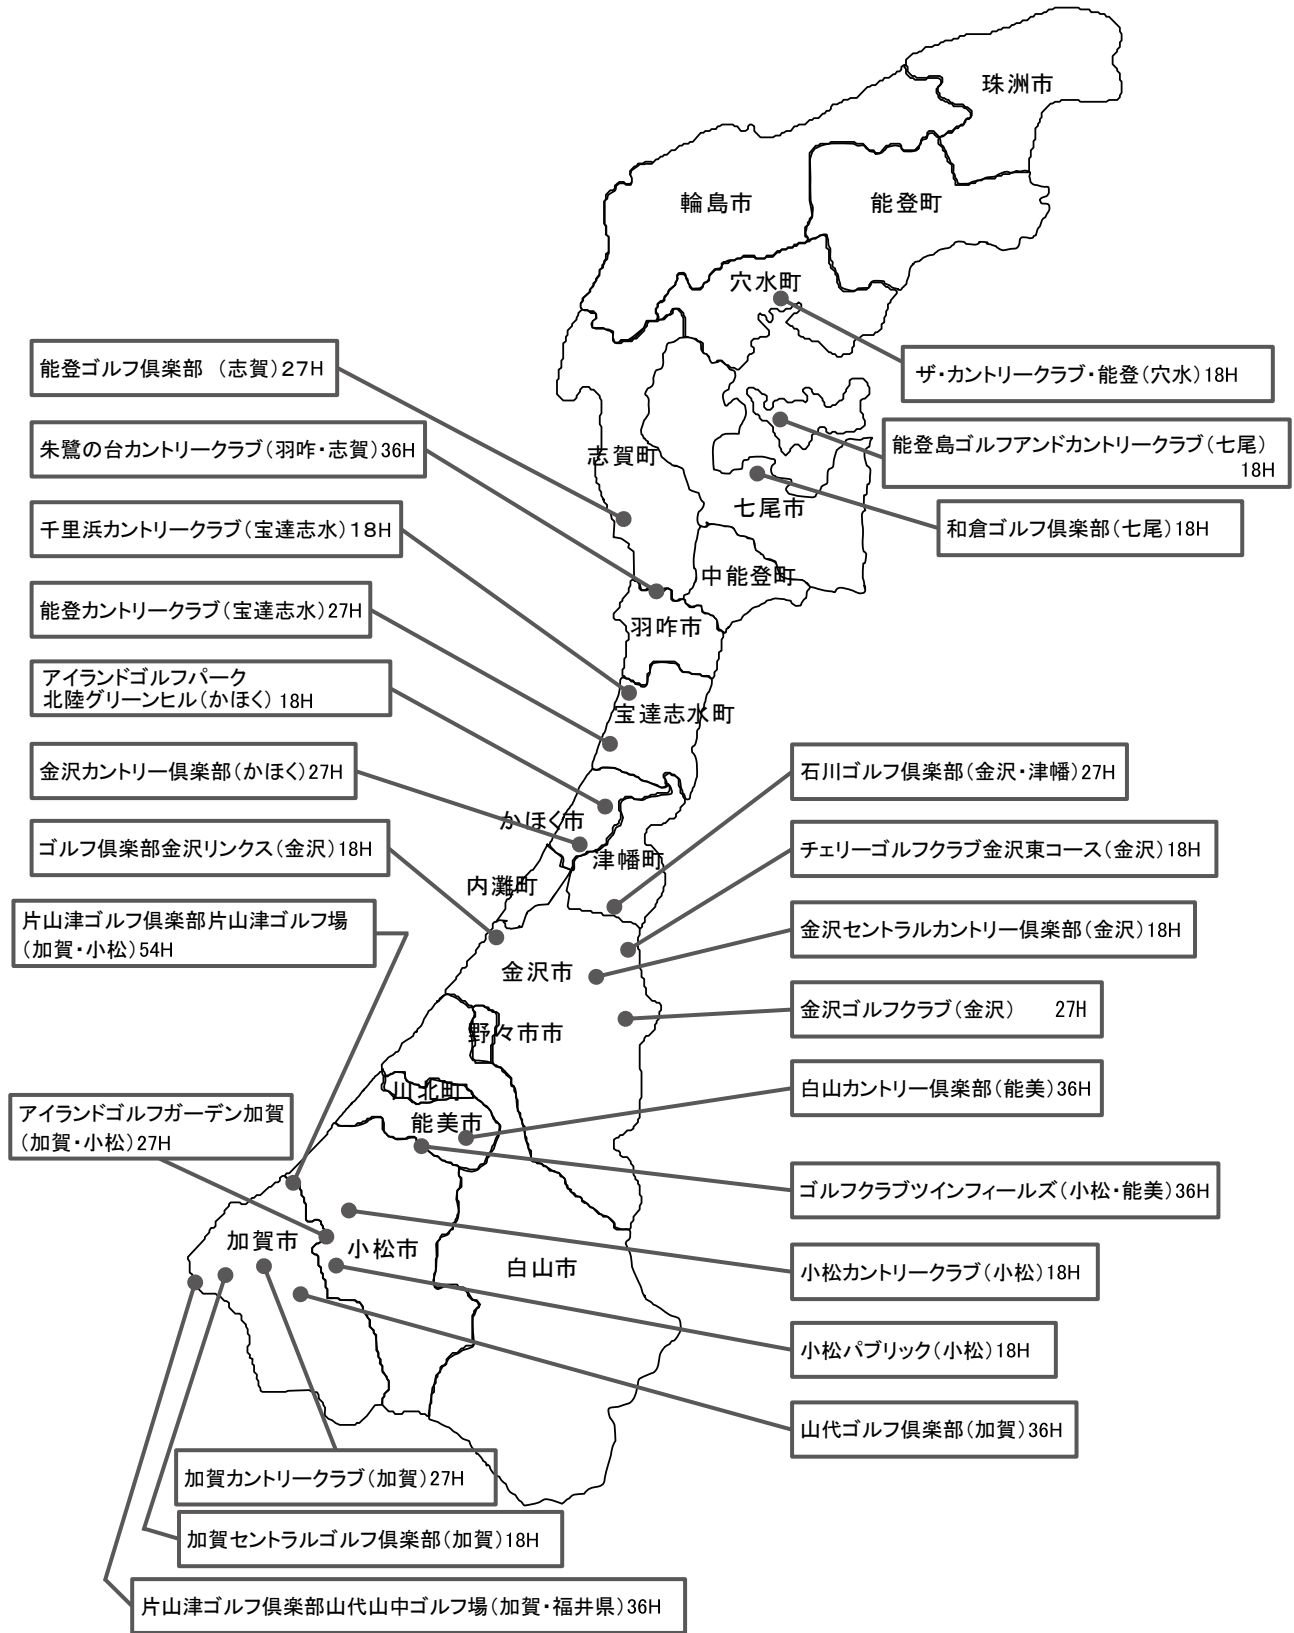 珠洲市
輪島市
能登町
穴水町
能登ゴルフ倶楽部 （志賀）27H
ザ・カントリークラブ・能登（穴水）18H
朱鷺の台カントリークラブ（羽咋・志賀）36H
能登島ゴルフアンドカントリークラブ（七尾）
18H
志賀町
七尾市
千里浜カントリークラブ（宝達志水）18H
和倉ゴルフ倶楽部（七尾）18H
中能登町
能登カントリークラブ（宝達志水）27H
羽咋市
アイランドゴルフパーク
北陸グリーンヒル（かほく）18H
宝達志水町
金沢カントリー倶楽部（かほく）27H
石川ゴルフ倶楽部（金沢・津幡）27H
かほく市
ゴルフ倶楽部金沢リンクス（金沢）18H
チェリーゴルフクラブ金沢東コース（金沢）18H
津幡町
内灘町
片山津ゴルフ倶楽部片山津ゴルフ場
（加賀・小松）54H
金沢セントラルカントリー倶楽部（金沢）18H
金沢市
金沢ゴルフクラブ（金沢） 27H
野々市市
川北町
白山カントリー倶楽部（能美）36H
アイランドゴルフガーデン加賀
（加賀・小松）27H
能美市
ゴルフクラブツインフィールズ（小松・能美）36H
加賀市
小松市
白山市
小松カントリークラブ（小松）18H
小松パブリック（小松）18H
山代ゴルフ倶楽部（加賀）36H
加賀カントリークラブ（加賀）27H
加賀セントラルゴルフ倶楽部（加賀）18H
片山津ゴルフ倶楽部山代山中ゴルフ場（加賀・福井県）36H